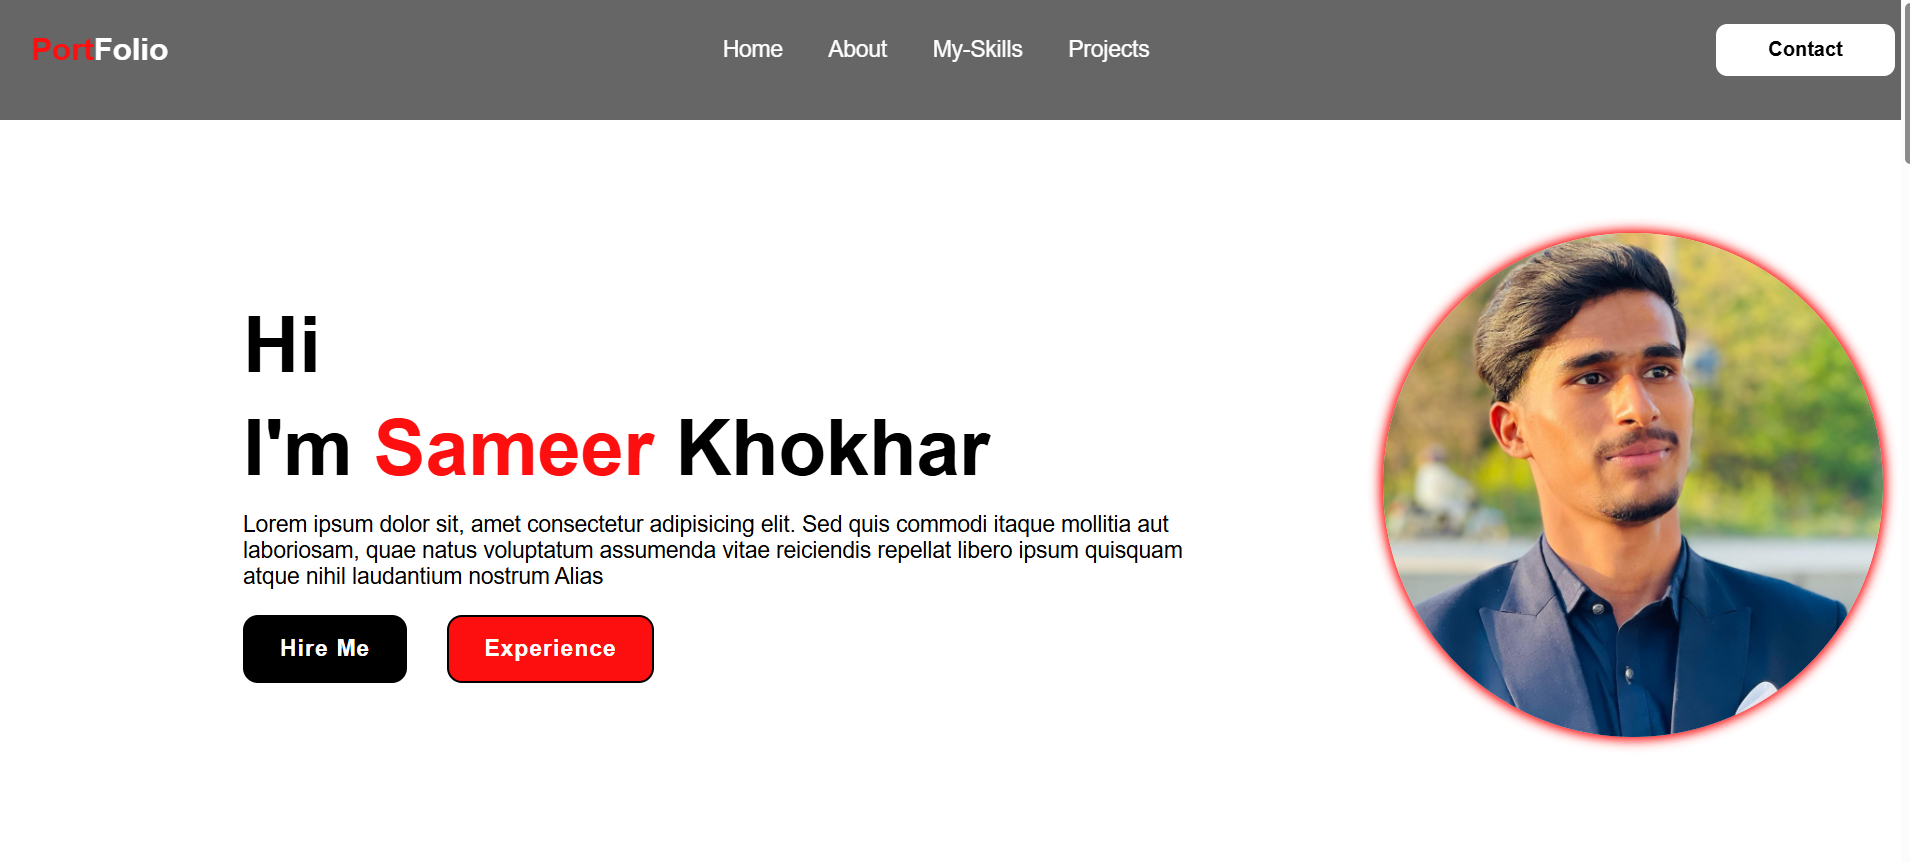 PortFolio
Home About My-Skills Projects
Contact
Hi
I'm Sameer Khokhar
Lorem ipsum dolor sit, amet consectetur adipisicing elit. Sed quis commodi itaque mollitia aut
laboriosam, quae natus voluptatum assumenda vitae reiciendis repellat libero ipsum quisquam
atque nihil laudantium nostrum Alias
Hire Me
Experience